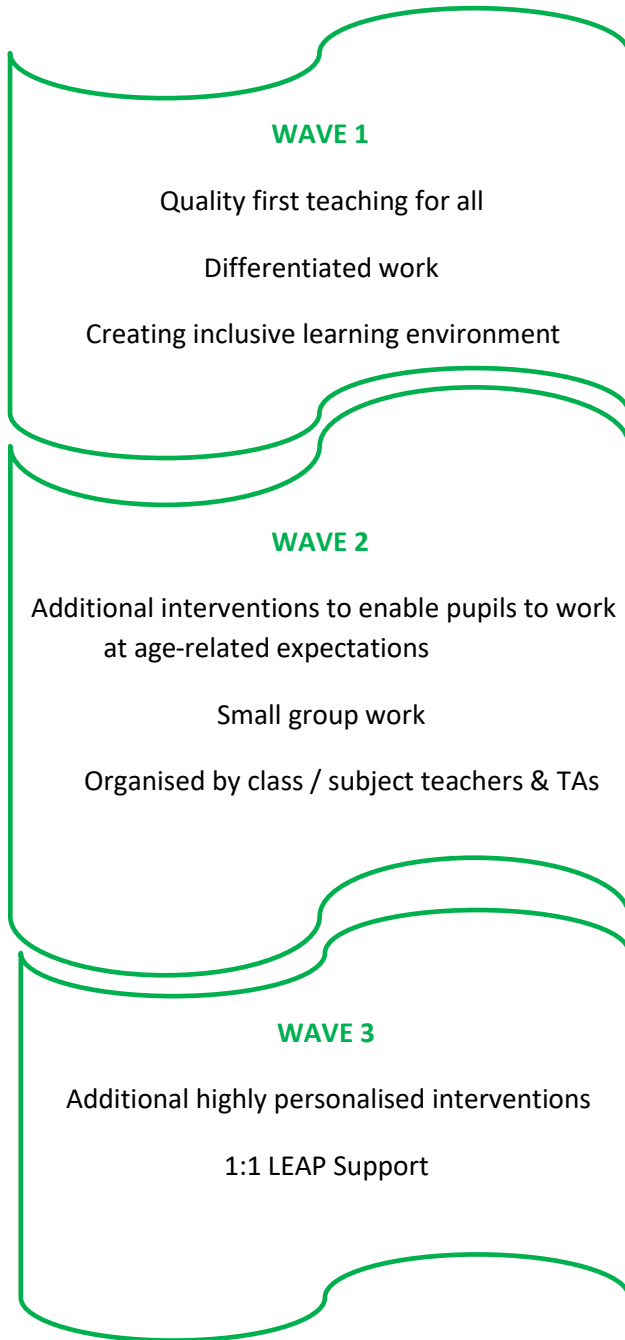 WAVE 1
Quality first teaching for all
Differentiated work
Creating inclusive learning environment
WAVE 2
Additional interventions to enable pupils to work
at age-related expectations
Small group work
Organised by class / subject teachers & TAs
WAVE 3
Additional highly personalised interventions
1:1 LEAP Support